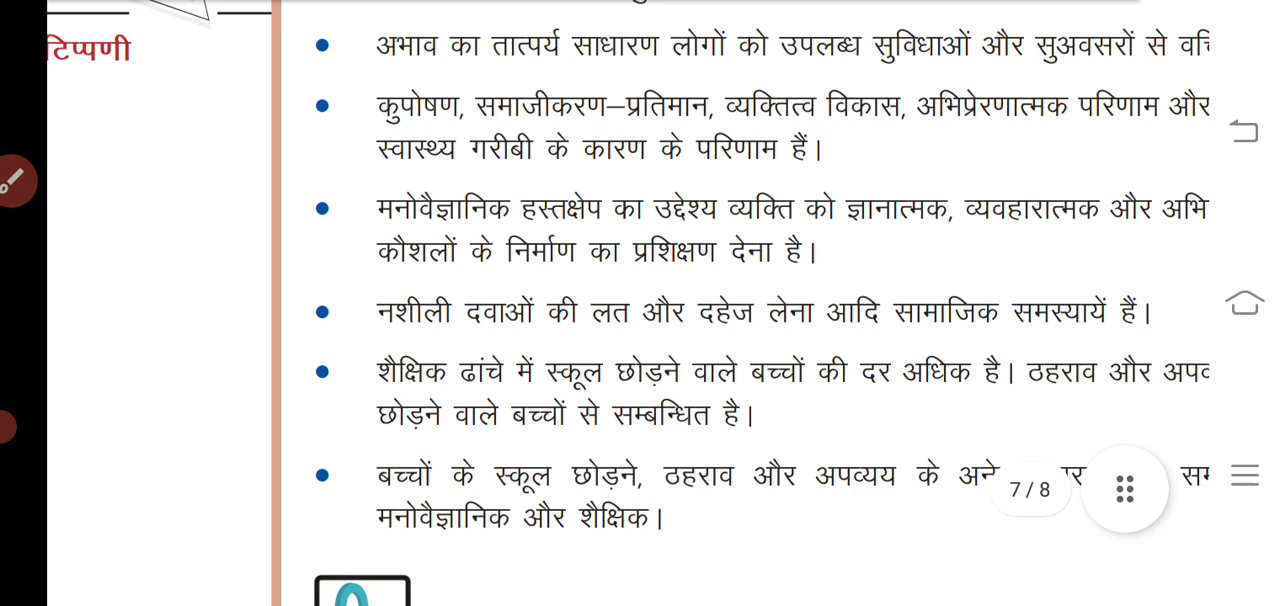 टिप्पणी
अभाव का तात्पर्य साधारण लोगों को उपलब्ध सुविधाओं और सुअवसरों से
कुपोषण, समाजीकरण–प्रतिमान, व्यक्तित्व विकास, अभिप्रेरणात्मक परिणाम और
स्वास्थ्य गरीबी के कारण के परिणाम हैं।
मनोवैज्ञानिक हस्तक्षेप का उद्देश्य व्यक्ति को ज्ञानात्मक, व्यवहारात्मक और
कौशलों के निर्माण का प्रशिक्षण देना है।
नशीली दवाओं की लत और दहेज लेना आदि सामाजिक समस्यायें हैं।
शैक्षिक ढांचे में स्कूल छोड़ने वाले बच्चों की दर अधिक है। ठहराव और
छोड़ने वाले बच्चों से सम्बन्धित है।
बच्चों के स्कूल छोड़ने, ठहराव और अपव्यय के
7/8
मनोवैज्ञानिक और शैक्षिक।